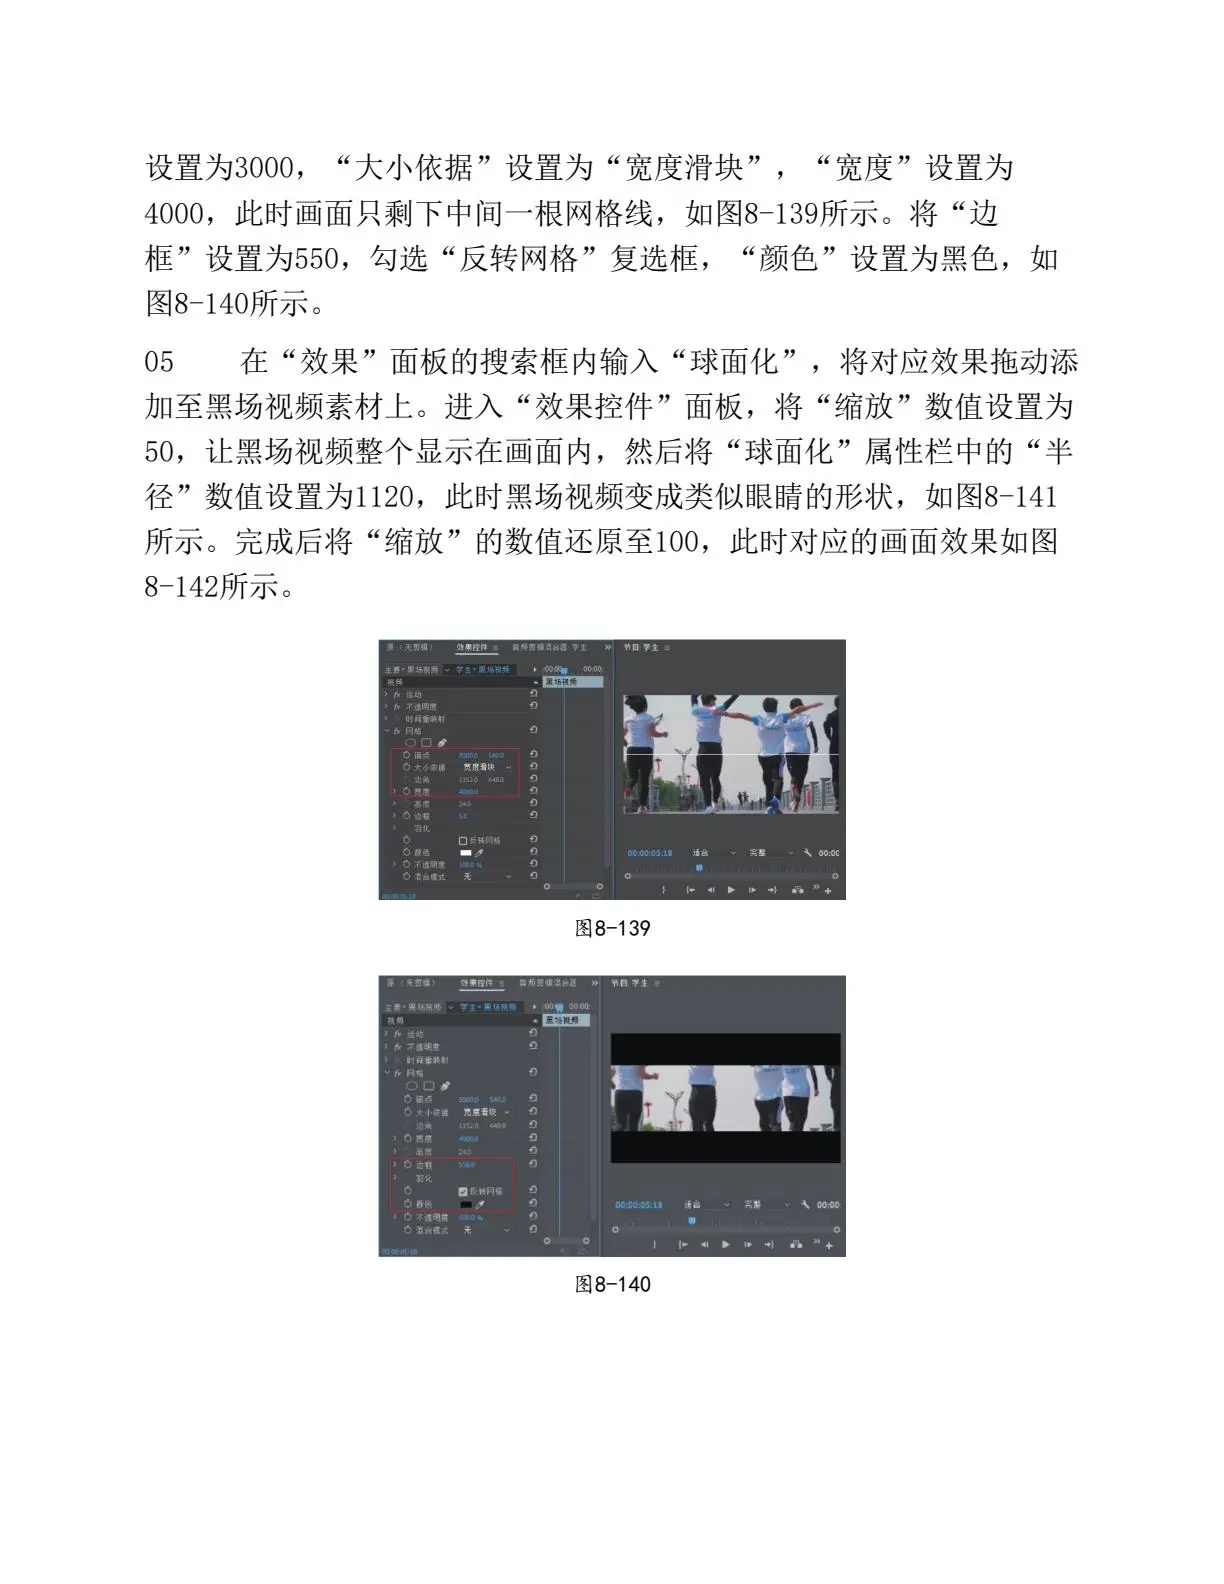 设置为3000，“大小依据”设置为“宽度滑块”，“宽度”设置为
4000，此时画面只剩下中间一根网格线，如图8-139所示。将“边
框”设置为550，勾选“反转网格”复选框，“颜色”设置为黑色，如
图8-140所示。
05 在“效果”面板的搜索框内输入“球面化”，将对应效果拖动添
加至黑场视频素材上。进入“效果控件”面板，将“缩放”数值设置为
50，让黑场视频整个显示在画面内，然后将“球面化”属性栏中的“半
径”数值设置为1120，此时黑场视频变成类似眼睛的形状，如图8-141
所示。完成后将“缩放”的数值还原至100，此时对应的画面效果如图
8-142所示。
源（无剪辑） 效果控件 音频剪辑混合器 学生 节目 学生
主要·黑场视频 学生·黑场视频 :00:00 00:00:
视频 黑场视频
fx 运动
fx 不透明度
时间重映射
fx 网格
锚点 3000.0 540.0
大小依据 宽度滑块
边角 1152.0 648.0
宽度 4000.0
高度 24.0
边框 5.0
羽化
反转网格
颜色
不透明度 100.0 %
混合模式 无
00:00:05:18
00:00:05:18 适合 完整 00:00
图8-139
源（无剪辑） 效果控件 音频剪辑混合器 节目 学生
主要·黑场视频 学生·黑场视频 00:00:
视频 黑场视频
fx 运动
fx 不透明度
时间重映射
fx 网格
锚点 3000.0 540.0
大小依据 宽度滑块
边角 1152.0 648.0
宽度 4000.0
高度 24.0
边框 550.0
羽化
反转网格
颜色
不透明度 100.0 %
混合模式 无
00:00:05:18
00:00:05:18 适合 完整 00:00
图8-140